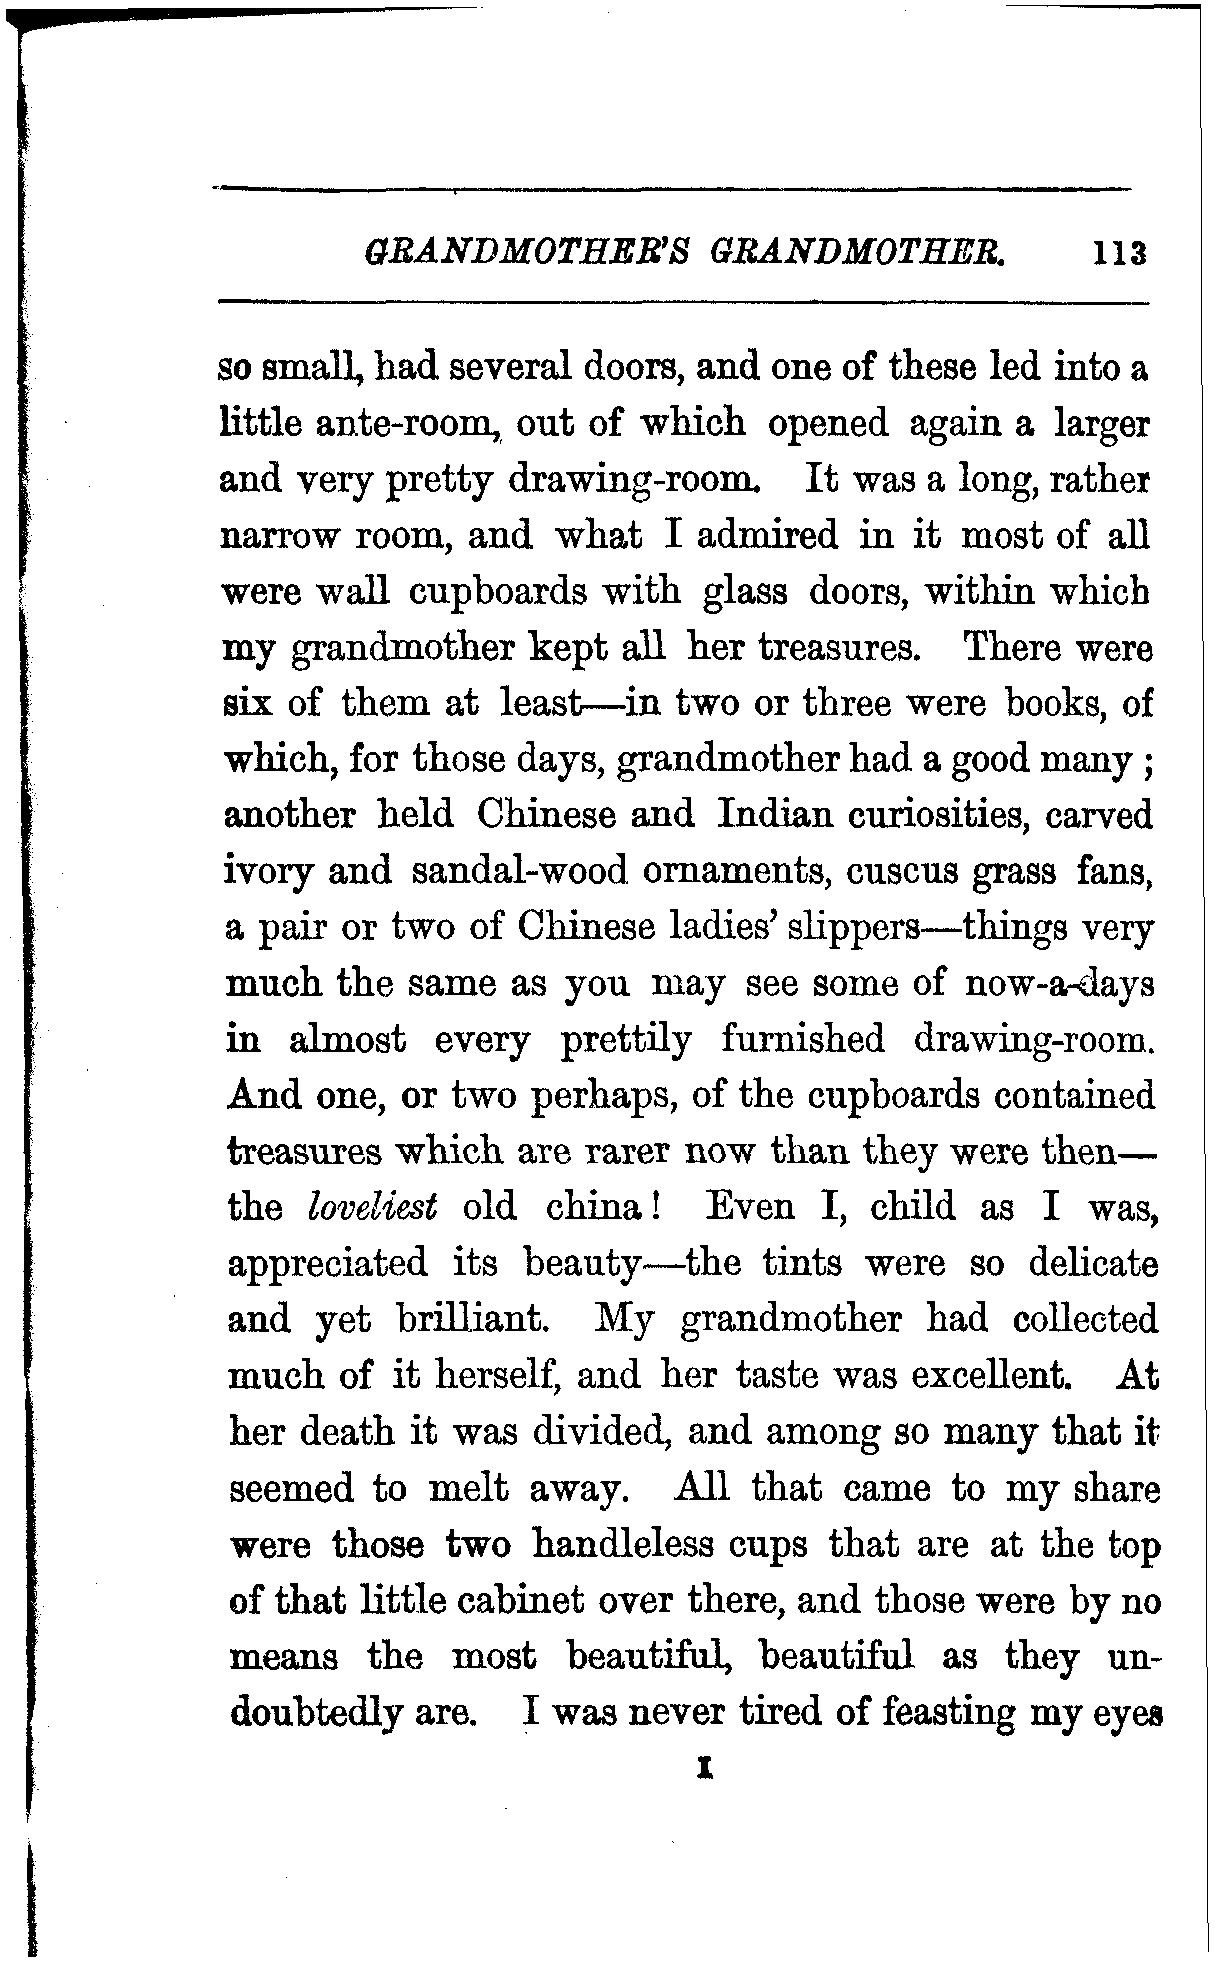 GRANDMOTHER'S GRANDMOTHER. 113
so small, had several doors, and one of these led into a
little ante-room, out of which opened again a larger
and very pretty drawing-room. It was a long, rather
narrow room, and what I admired in it most of all
were wall cupboards with glass doors, within which
my grandmother kept all her treasures. There were
six of them at least—in two or three were books, of
which, for those days, grandmother had a good many ;
another held Chinese and Indian curiosities, carved
ivory and sandal-wood ornaments, cuscus grass fans,
a pair or two of Chinese ladies' slippers—things very
much the same as you may see some of now-a-days
in almost every prettily furnished drawing-room.
And one, or two perhaps, of the cupboards contained
treasures which are rarer now than they were then—
the loveliest old china! Even I, child as I was,
appreciated its beauty—the tints were so delicate
and yet brilliant. My grandmother had collected
much of it herself, and her taste was excellent. At
her death it was divided, and among so many that it
seemed to melt away. All that came to my share
were those two handleless cups that are at the top
of that little cabinet over there, and those were by no
means the most beautiful, beautiful as they un-
doubtedly are. I was never tired of feasting my eyes
I